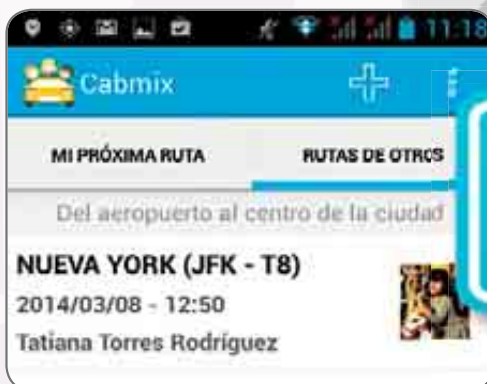 11:18
Cabmix
MI PRÓXIMA RUTA RUTAS DE OTROS
Del aeropuerto al centro de la ciudad
NUEVA YORK (JFK - T8)
2014/03/08 - 12:50
Tatiana Torres Rodríguez